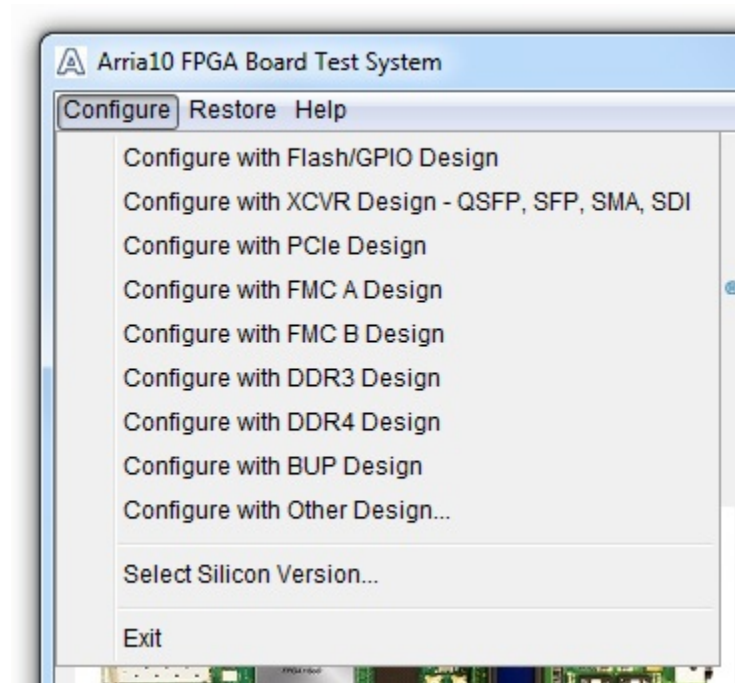 Arria10 FPGA Board Test System
Configure Restore Help
Configure with Flash/GPIO Design
Configure with XCVR Design - QSFP, SFP, SMA, SDI
Configure with PCIe Design
Configure with FMC A Design
Configure with FMC B Design
Configure with DDR3 Design
Configure with DDR4 Design
Configure with BUP Design
Configure with Other Design...
Select Silicon Version...
Exit